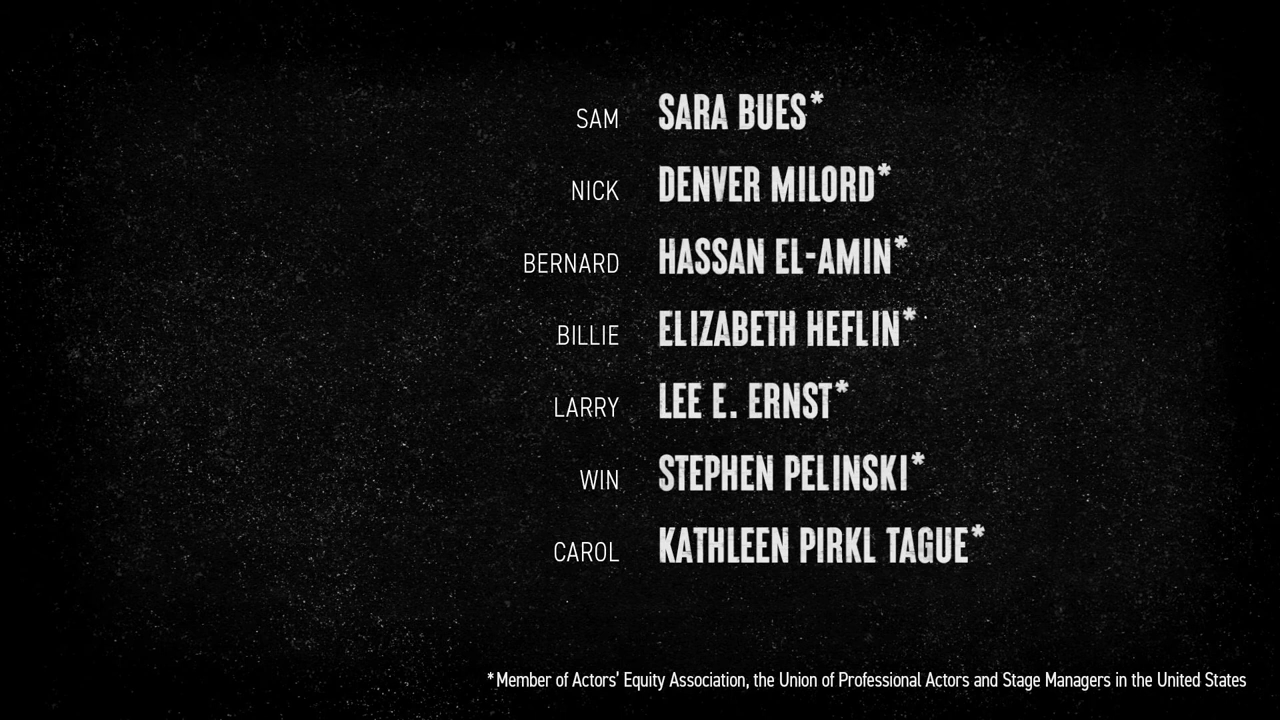 SAM SARA BUES*
NICK DENVER MILORD*
BERNARD HASSAN EL-AMIN*
BILLIE ELIZABETH HEFLIN*
LARRY LEE E. ERNST*
WIN STEPHEN PELINSKI*
CAROL KATHLEEN PIRKL TAGUE*
*Member of Actors' Equity Association, the Union of Professional Actors and Stage Managers in the United States